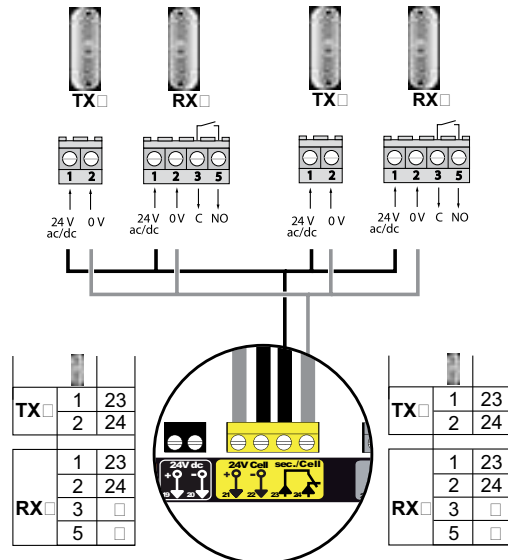 TX□ RX□ TX□ RX□
1 2 1 2 3 5 1 2 1 2 3 5
24 V ac/dc 0 V 24 V ac/dc 0 V C NO 24 V ac/dc 0 V 24 V ac/dc 0 V C NO
24V dc 24V Cell sec./Cell
+ - + -
19 20 21 22 23 24 2
TX□ 1 23
2 24
RX□ 1 23
2 24
3 □
5 □
TX□ 1 23
2 24
RX□ 1 23
2 24
3 □
5 □